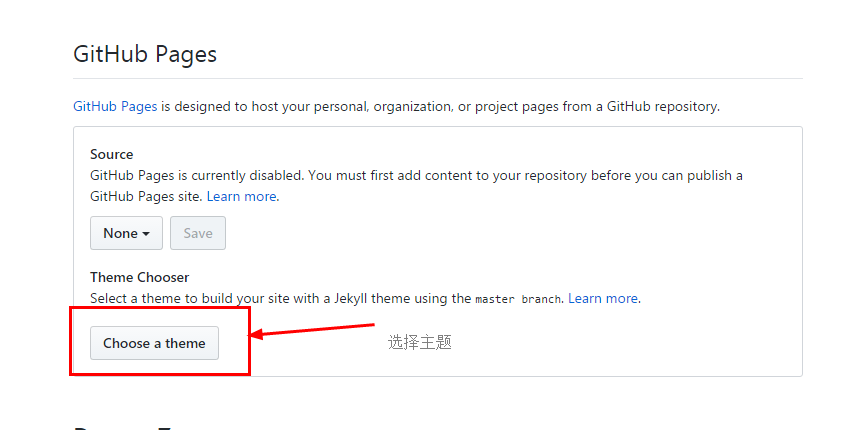 GitHub Pages
GitHub Pages is designed to host your personal, organization, or project pages from a GitHub repository.
Source
GitHub Pages is currently disabled. You must first add content to your repository before you can publish a
GitHub Pages site. Learn more.
None Save
Theme Chooser
Select a theme to build your site with a Jekyll theme using the master branch. Learn more.
Choose a theme 选择主题